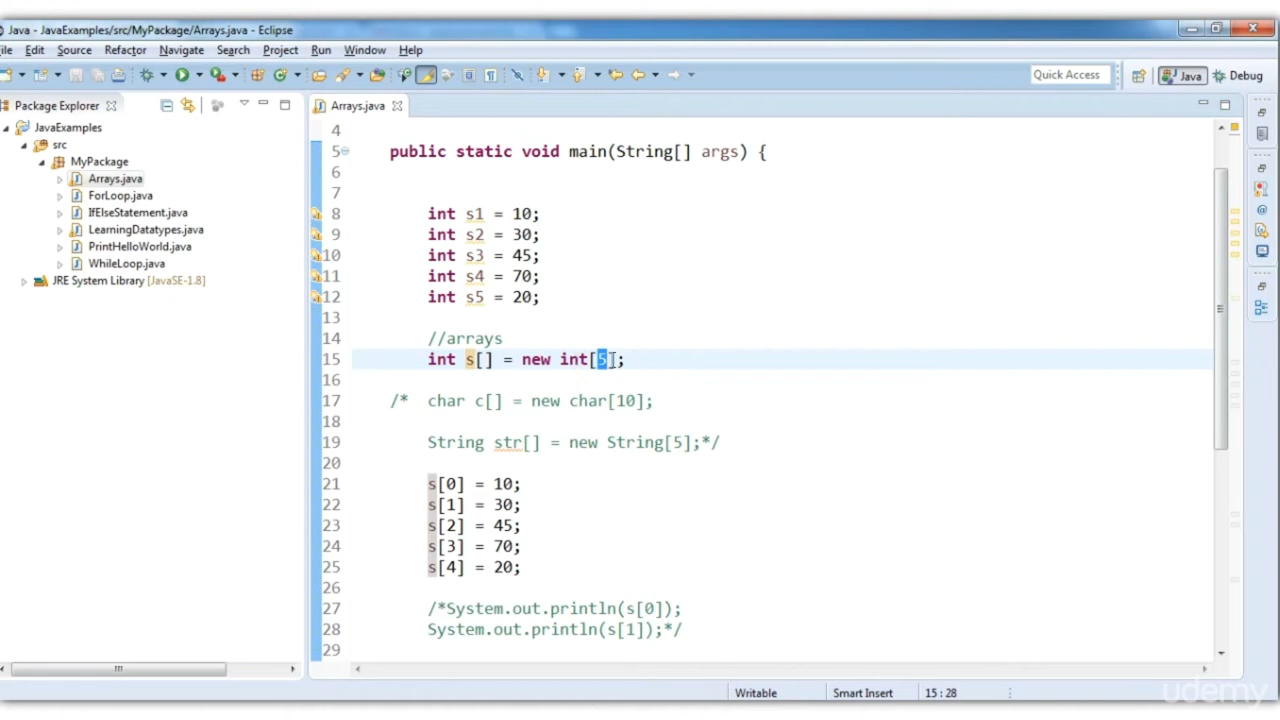 Java - JavaExamples/src/MyPackage/Arrays.java - Eclipse
ile Edit Source Refactor Navigate Search Project Run Window Help
Quick Access Java Debug
Package Explorer
JavaExamples
src
MyPackage
Arrays.java
ForLoop.java
IfElseStatement.java
LearningDatatypes.java
PrintHelloWorld.java
WhileLoop.java
JRE System Library [JavaSE-1.8]
Arrays.java
4
5 public static void main(String[] args) {
6
7
8 int s1 = 10;
9 int s2 = 30;
10 int s3 = 45;
11 int s4 = 70;
12 int s5 = 20;
13
14 //arrays
15 int s[] = new int[5];
16
17 /* char c[] = new char[10];
18
19 String str[] = new String[5];*/
20
21 s[0] = 10;
22 s[1] = 30;
23 s[2] = 45;
24 s[3] = 70;
25 s[4] = 20;
26
27 /*System.out.println(s[0]);
28 System.out.println(s[1]);*/
29
Writable Smart Insert 15 : 28
udemy